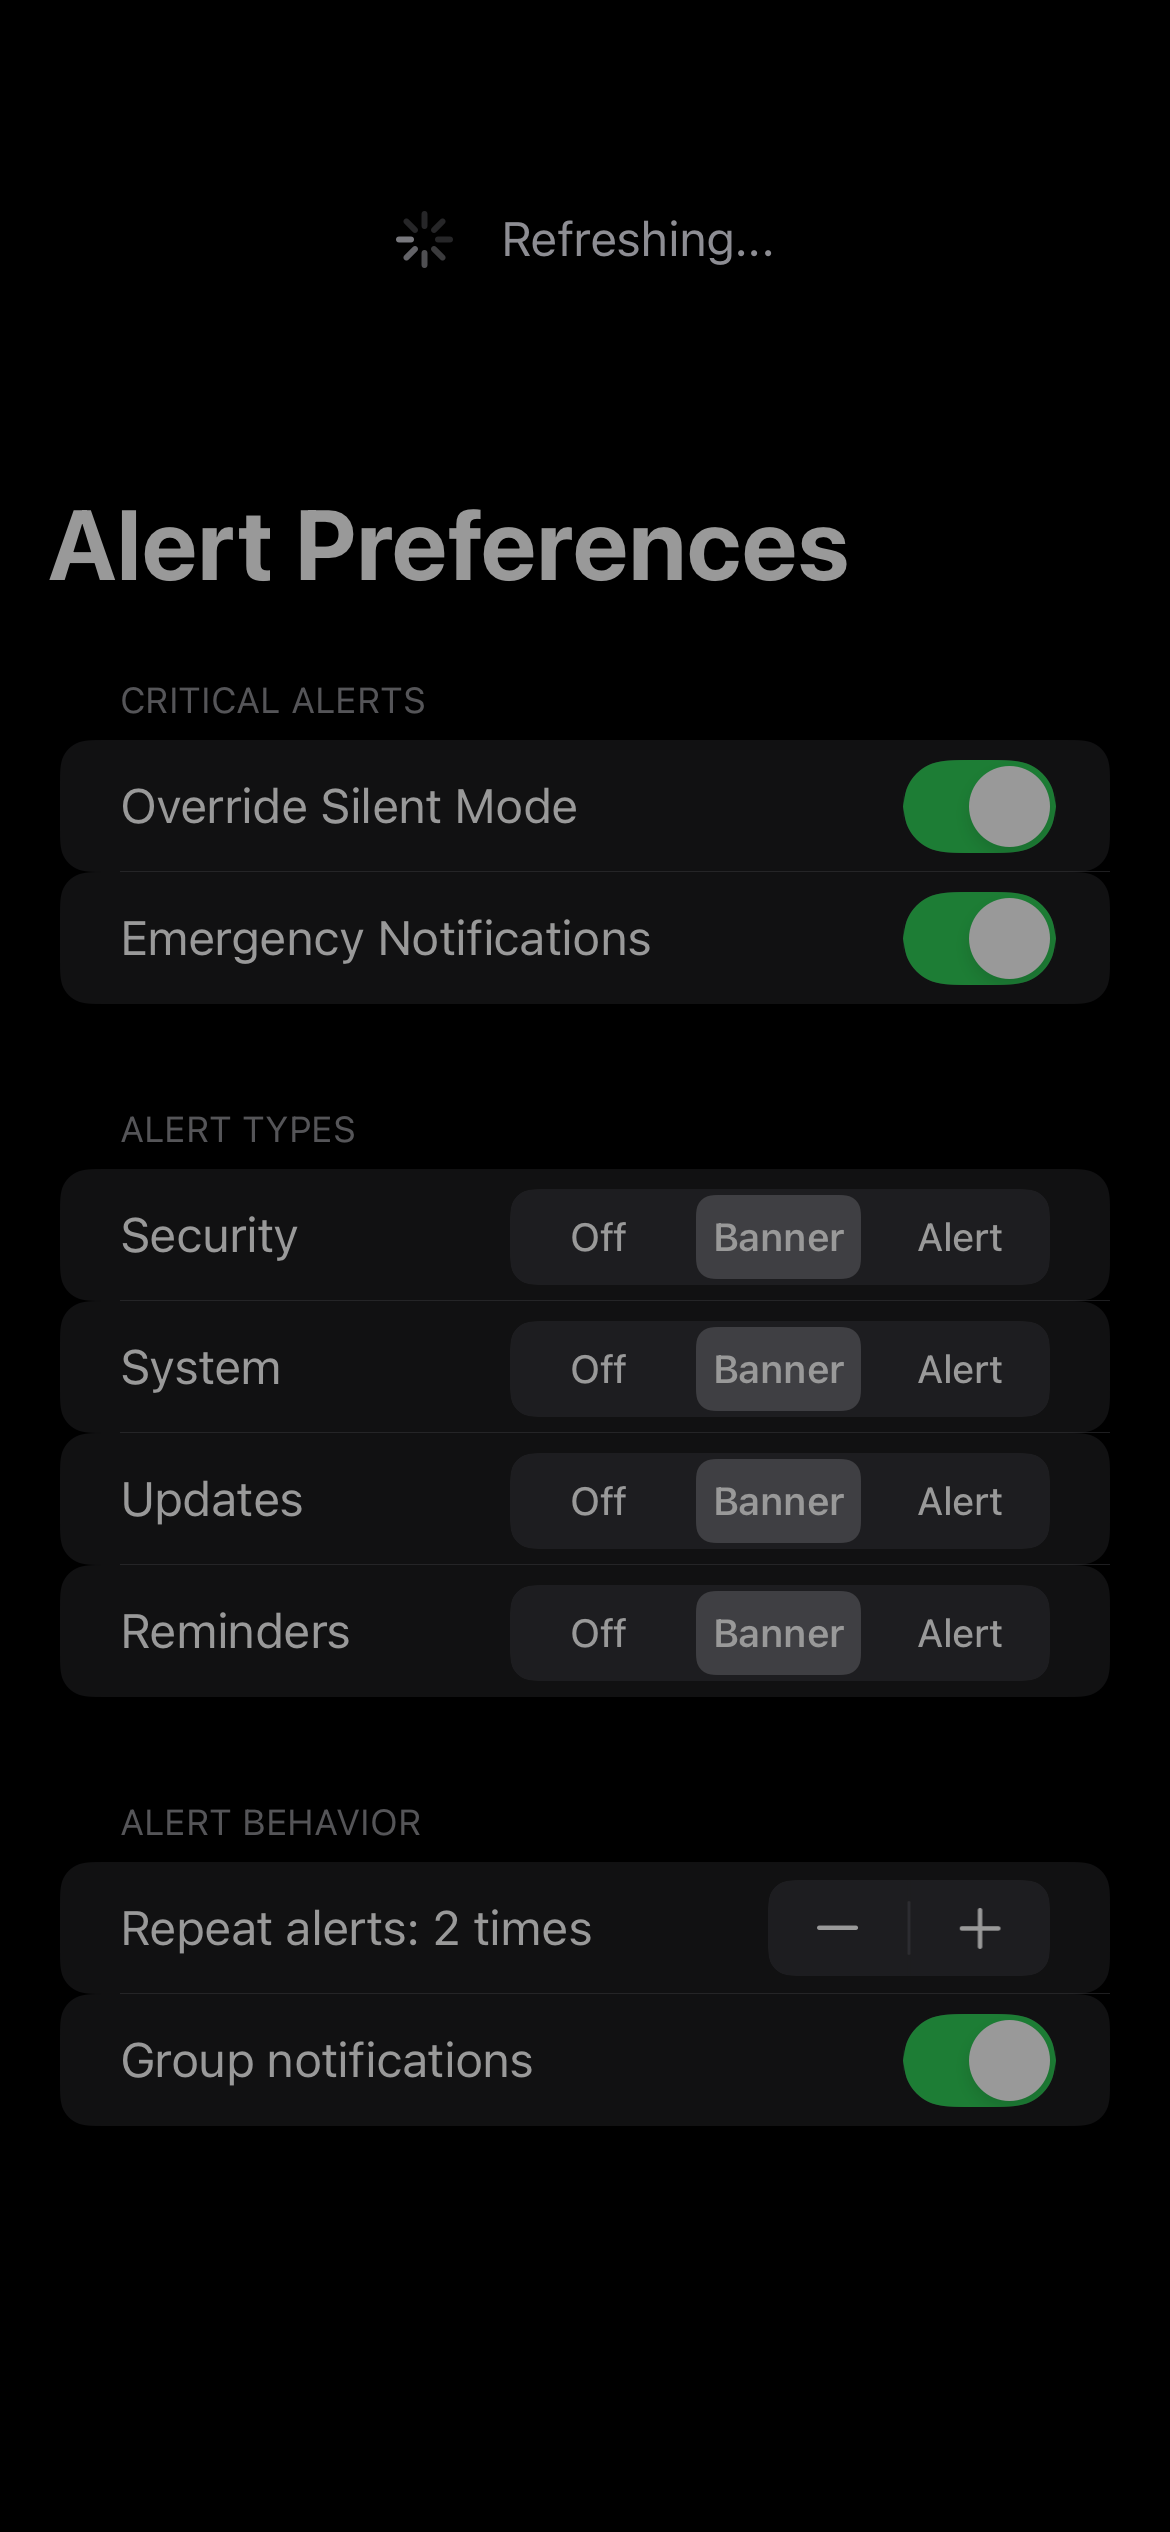 Refreshing...
Alert Preferences
CRITICAL ALERTS
Override Silent Mode
Emergency Notifications
ALERT TYPES
Security Off Banner Alert
System Off Banner Alert
Updates Off Banner Alert
Reminders Off Banner Alert
ALERT BEHAVIOR
Repeat alerts: 2 times
Group notifications